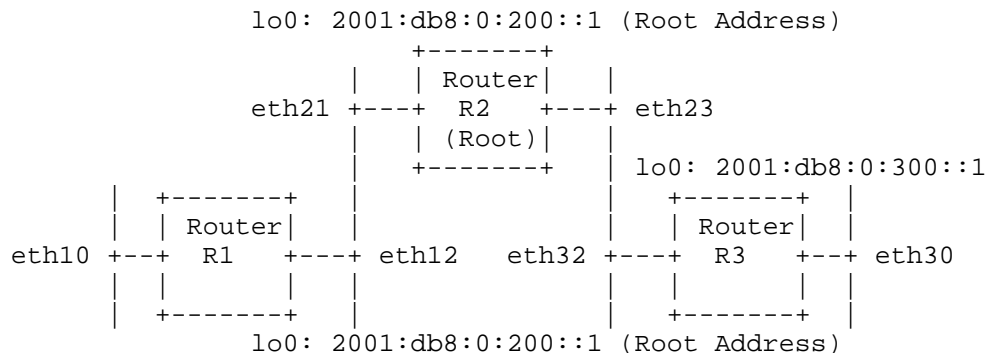 lo0: 2001:db8:0:200::1 (Root Address)
Router
eth21 R2 eth23
(Root)
lo0: 2001:db8:0:300::1
Router Router
eth10 R1 eth12 eth32 R3 eth30
lo0: 2001:db8:0:200::1 (Root Address)